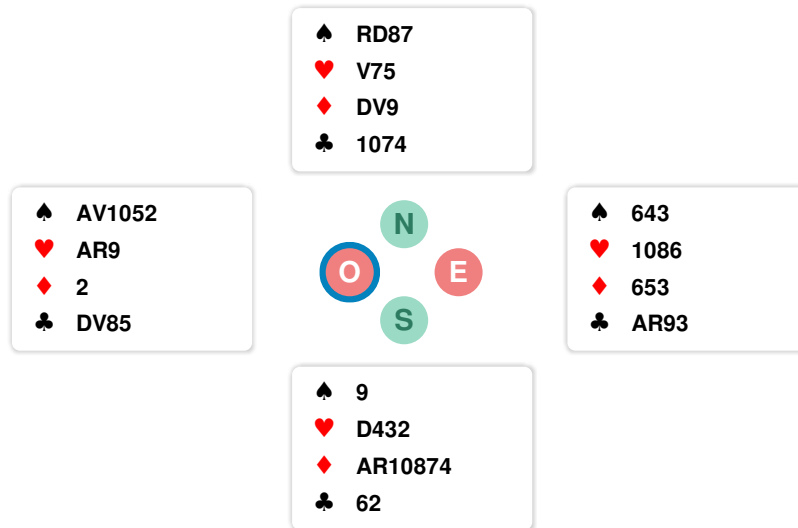 ♠ RD87
♥ V75
♦ DV9
♣ 1074
♠ AV1052
♥ AR9
♦ 2
♣ DV85
N
O E
S
♠ 643
♥ 1086
♦ 653
♣ AR93
♠ 9
♥ D432
♦ AR10874
♣ 62